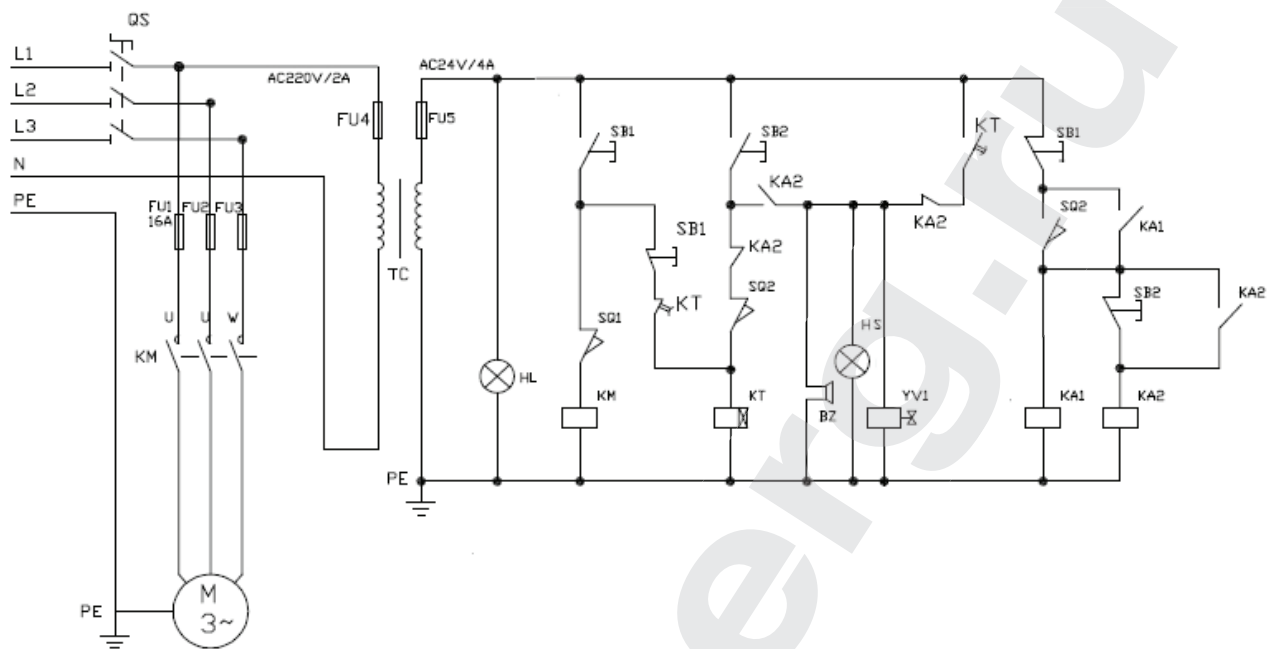 QS
L1
L2
L3
N
PE
AC220V/2A
AC24V/4A
FU4
FU5
FU1
16A
FU2
FU3
TC
U
U
W
KM
M
3~
PE
PE
HL
SB1
SQ1
KM
SB1
KT
SB2
KA2
KA2
SQ2
KT
BZ
HS
YV1
KA2
KT
SB1
SQ2
KA1
SB2
KA2
KA1
KA2
erg.ru